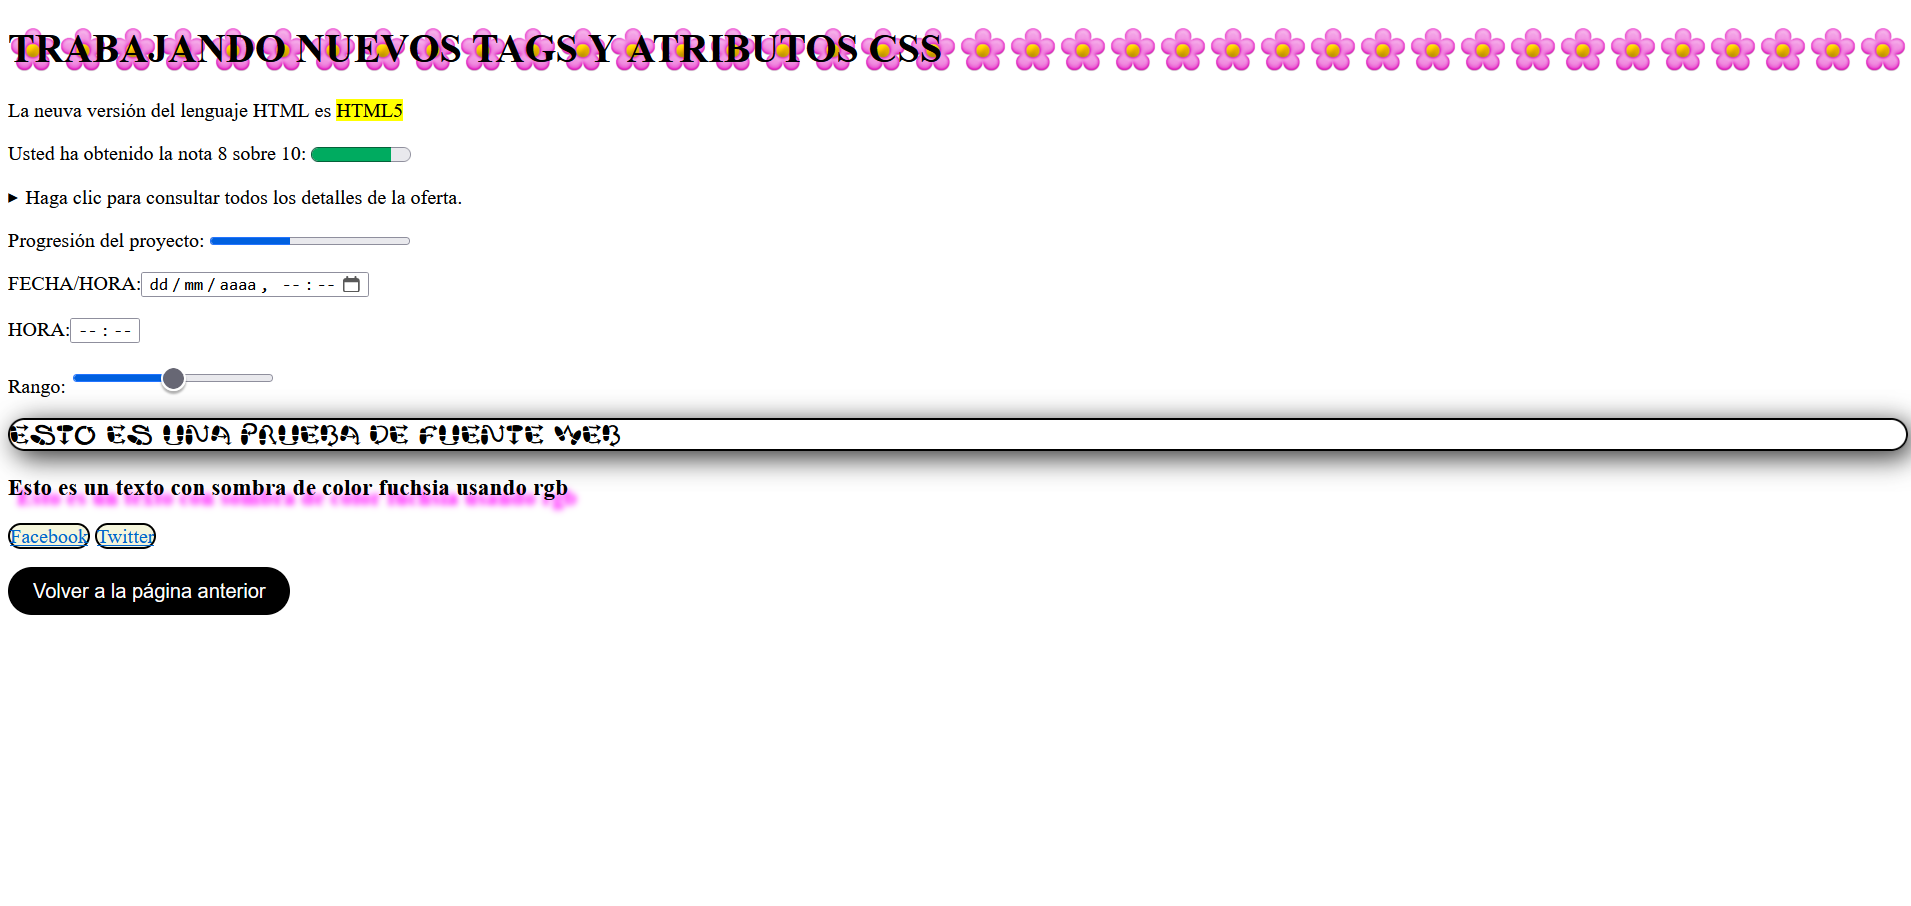 TRABAJANDO NUEVOS TAGS Y ATRIBUTOS CSS
La neuva versión del lenguaje HTML es HTML5
Usted ha obtenido la nota 8 sobre 10:
Haga clic para consultar todos los detalles de la oferta.
Progresión del proyecto:
FECHA/HORA: dd/mm/aaaa, --:--
HORA: --:--
Rango:
ESTO ES UNA PRUEBA DE FUENTE WEB
Esto es un texto con sombra de color fuchsia usando rgb
Facebook Twitter
Volver a la página anterior